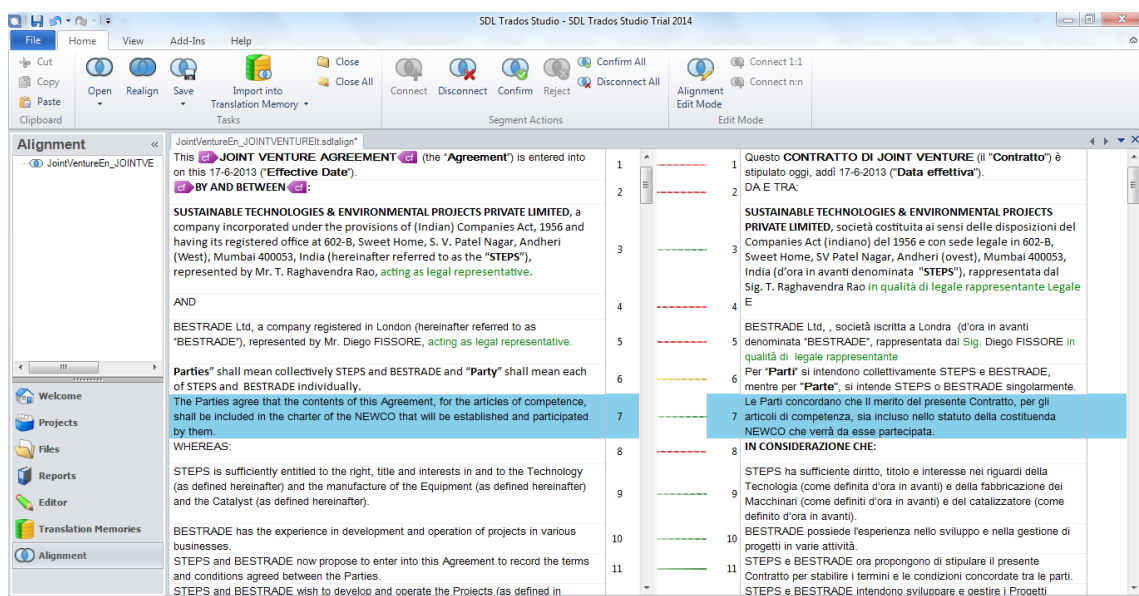 SDL Trados Studio - SDL Trados Studio Trial 2014
File Home View Add-Ins Help
Cut
Copy
Paste
Clipboard
Open
Realign
Save
Import into
Translation Memory
Close
Close All
Tasks
Connect
Disconnect
Confirm
Reject
Confirm All
Disconnect All
Segment Actions
Alignment
Edit Mode
Connect 1:1
Connect n:n
Edit Mode
Alignment «
JointVentureEn_JOINTVE
Welcome
Projects
Files
Reports
Editor
Translation Memories
Alignment
JointVentureEn_JOINTVENTUREIt.sdlalign*
This cf JOINT VENTURE AGREEMENT cf (the “Agreement”) is entered into
on this 17-6-2013 (“Effective Date”).
1
1
Questo CONTRATTO DI JOINT VENTURE (il "Contratto") è
stipulato oggi, addì 17-6-2013 ("Data effettiva").
cf BY AND BETWEEN cf :
2
2
DA E TRA:
SUSTAINABLE TECHNOLOGIES & ENVIRONMENTAL PROJECTS PRIVATE LIMITED, a
company incorporated under the provisions of (Indian) Companies Act, 1956 and
having its registered office at 602-B, Sweet Home, S. V. Patel Nagar, Andheri
(West), Mumbai 400053, India (hereinafter referred to as the “STEPS”),
represented by Mr. T. Raghavendra Rao, acting as legal representative.
3
3
SUSTAINABLE TECHNOLOGIES & ENVIRONMENTAL PROJECTS
PRIVATE LIMITED, società costituita ai sensi delle disposizioni del
Companies Act (indiano) del 1956 e con sede legale in 602-B,
Sweet Home, SV Patel Nagar, Andheri (ovest), Mumbai 400053,
India (d'ora in avanti denominata "STEPS"), rappresentata dal
Sig. T. Raghavendra Rao in qualità di legale rappresentante Legale
AND
4
4
E
BESTRADE Ltd, a company registered in London (hereinafter referred to as
“BESTRADE”), represented by Mr. Diego FISSORE, acting as legal representative.
5
5
BESTRADE Ltd, , società iscritta a Londra (d'ora in avanti
denominata “BESTRADE”, rappresentata dal Sig. Diego FISSORE in
qualità di legale rappresentante
Parties” shall mean collectively STEPS and BESTRADE and “Party” shall mean each
of STEPS and BESTRADE individually.
6
6
Per “Parti” si intendono collettivamente STEPS e BESTRADE,
mentre per "Parte", si intende STEPS o BESTRADE singolarmente.
The Parties agree that the contents of this Agreement, for the articles of competence,
shall be included in the charter of the NEWCO that will be established and participated
by them.
7
7
Le Parti concordano che Il merito del presente Contratto, per gli
articoli di competenza, sia incluso nello statuto della costituenda
NEWCO che verrà da esse partecipata.
WHEREAS:
8
8
IN CONSIDERAZIONE CHE:
STEPS is sufficiently entitled to the right, title and interests in and to the Technology
(as defined hereinafter) and the manufacture of the Equipment (as defined hereinafter)
and the Catalyst (as defined hereinafter).
9
9
STEPS ha sufficiente diritto, titolo e interesse nei riguardi della
Tecnologia (come definita d'ora in avanti) e della fabbricazione dei
Macchinari (come definiti d'ora in avanti) e del catalizzatore (come
definito d'ora in avanti).
BESTRADE has the experience in development and operation of projects in various
businesses.
10
10
BESTRADE possiede l'esperienza nello sviluppo e nella gestione di
progetti in varie attività.
STEPS and BESTRADE now propose to enter into this Agreement to record the terms
and conditions agreed between the Parties.
11
11
STEPS e BESTRADE ora propongono di stipulare il presente
Contratto per stabilire i termini e le condizioni concordate tra le parti.
STEPS and BESTRADE wish to develop and operate the Projects (as defined in
STEPS e BESTRADE intendono sviluppare e gestire i Progetti